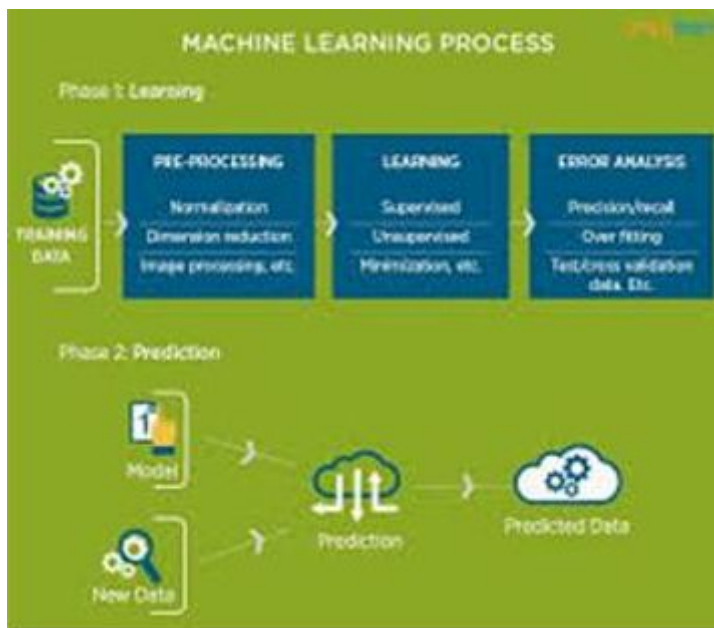 MACHINE LEARNING PROCESS
Phase 1: Learning
TRAINING
DATA
PRE-PROCESSING
Normalization
Dimension reduction
Image processing, etc.
LEARNING
Supervised
Unsupervised
Minimization, etc.
ERROR ANALYSIS
Precision/recall
Over fitting
Test/cross validation
data. Etc.
Phase 2: Prediction
1
Model
New Data
Prediction
Predicted Data